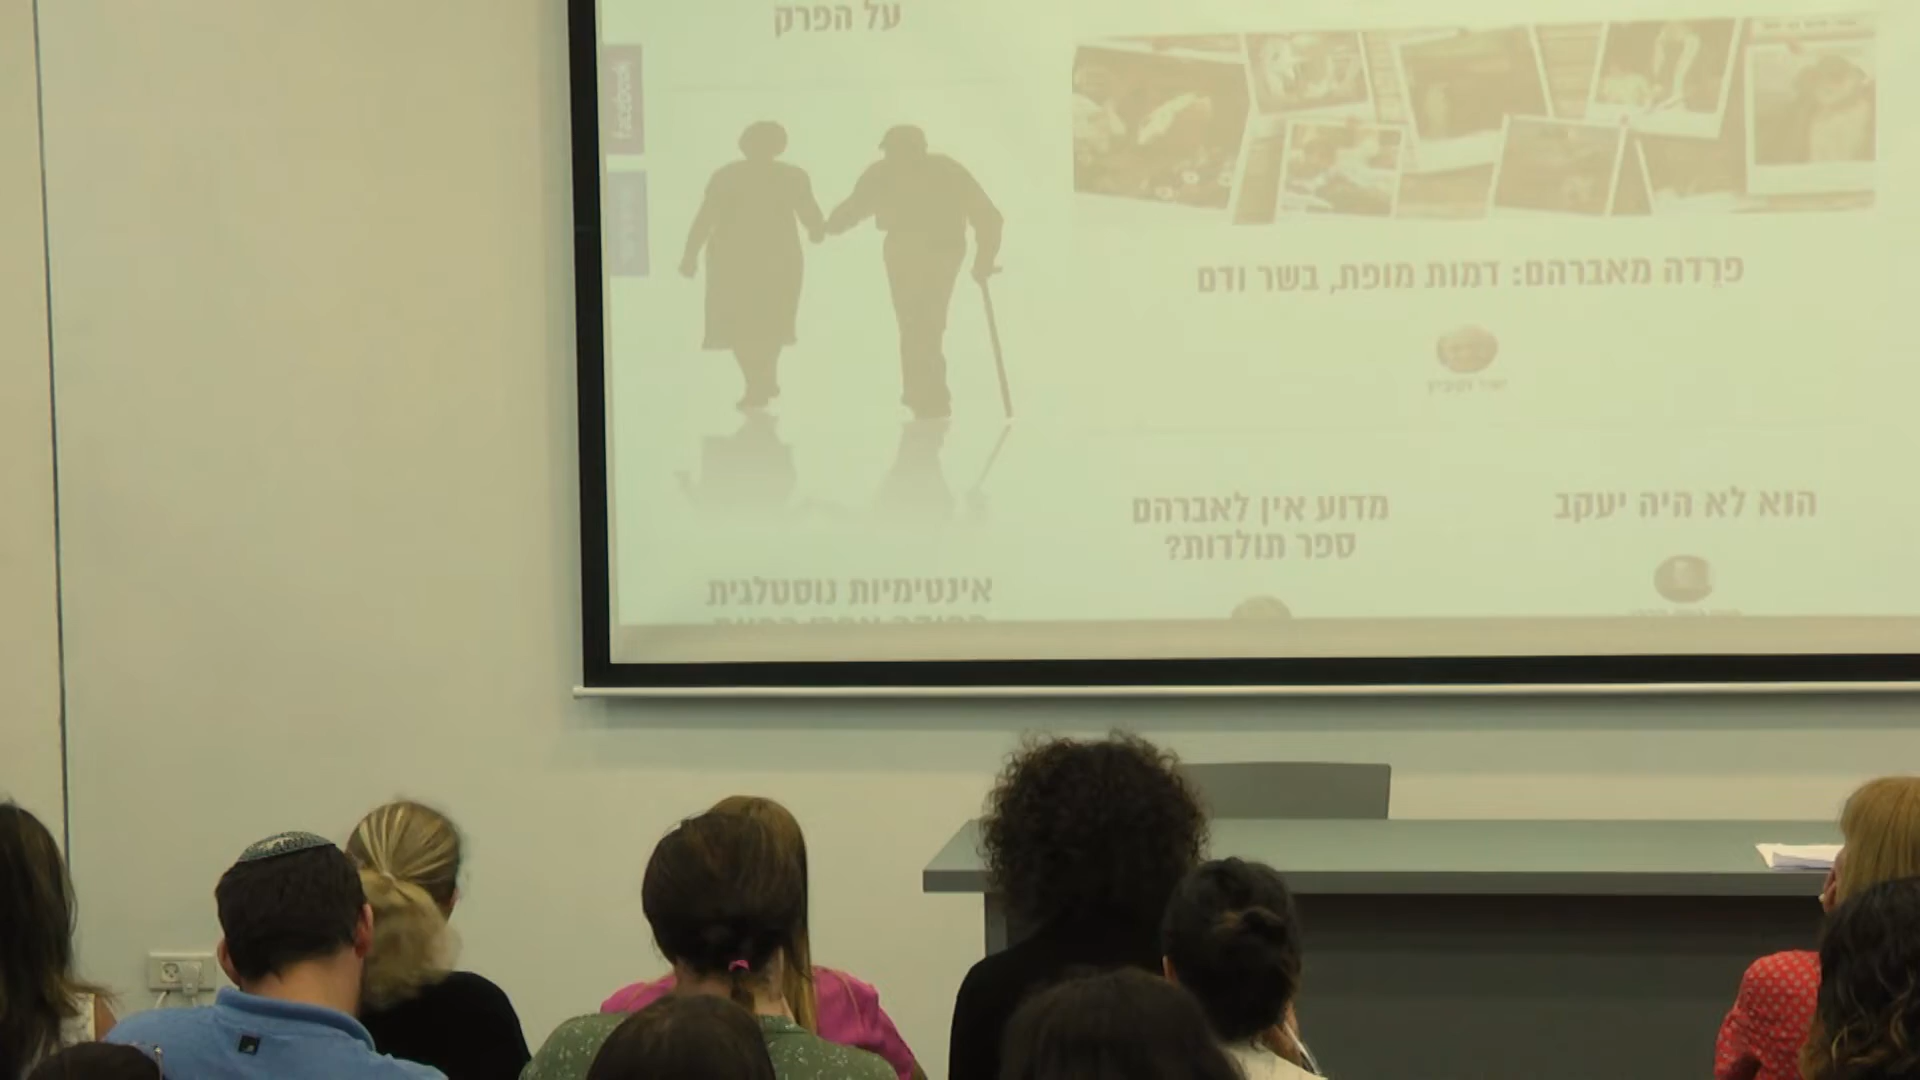 על הפרק
facebook
פרֵדה מאברהם: דמות מופת, בשר ודם
הוא לא היה יעקב
מדוע אין לאברהם
ספר תולדות?
אינטימיות נוסטלגית